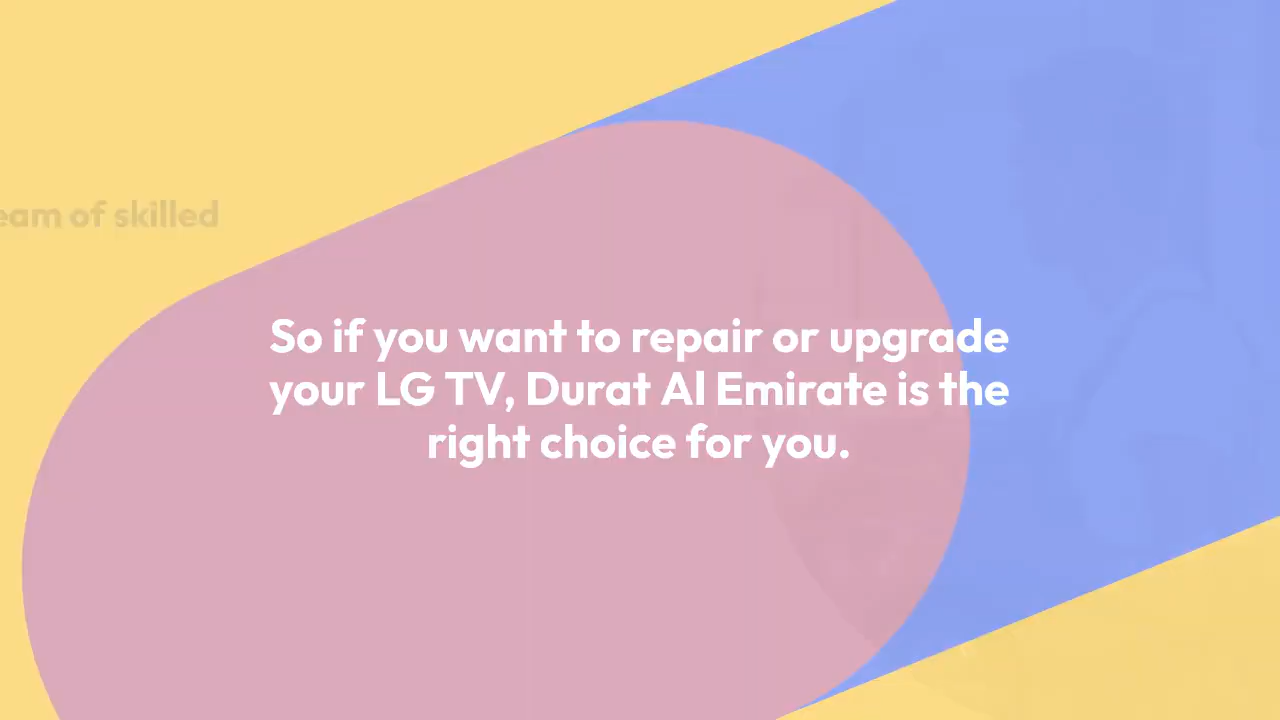 eam of skilled
So if you want to repair or upgrade
your LG TV, Durat Al Emirate is the
right choice for you.